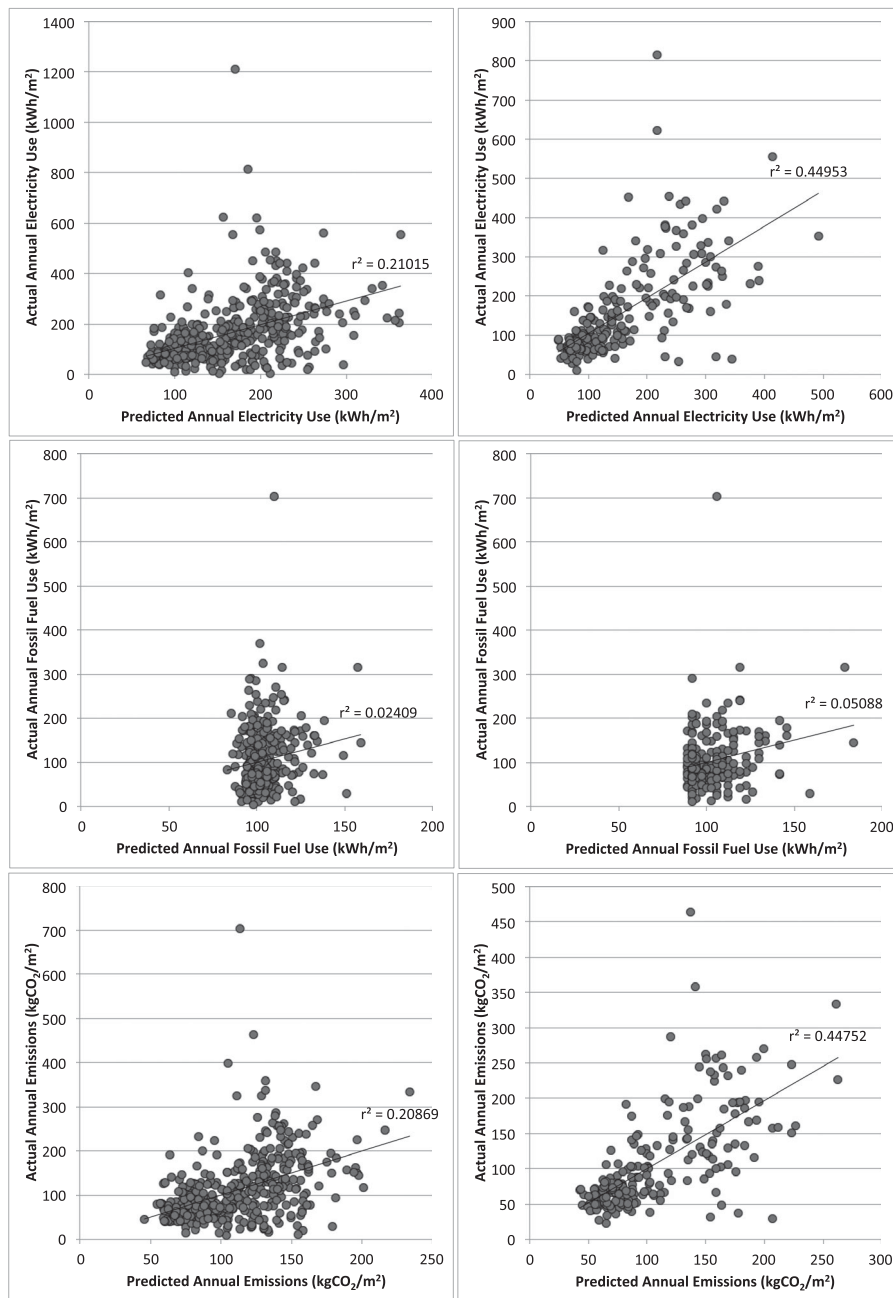 1400
1200
1000
800
600
400
200
0
Actual Annual Electricity Use (kWh/m²)
r² = 0.21015
0 100 200 300 400
Predicted Annual Electricity Use (kWh/m²)
900
800
700
600
500
400
300
200
100
0
Actual Annual Electricity Use (kWh/m²)
r² = 0.44953
0 100 200 300 400 500 600
Predicted Annual Electricity Use (kWh/m²)
800
700
600
500
400
300
200
100
0
Actual Annual Fossil Fuel Use (kWh/m²)
r² = 0.02409
0 50 100 150 200
Predicted Annual Fossil Fuel Use (kWh/m²)
800
700
600
500
400
300
200
100
0
Actual Annual Fossil Fuel Use (kWh/m²)
r² = 0.05088
0 50 100 150 200
Predicted Annual Fossil Fuel Use (kWh/m²)
800
700
600
500
400
300
200
100
0
Actual Annual Emissions (kgCO₂/m²)
r² = 0.20869
0 50 100 150 200 250
Predicted Annual Emissions (kgCO₂/m²)
500
450
400
350
300
250
200
150
100
50
0
Actual Annual Emissions (kgCO₂/m²)
r² = 0.44752
0 50 100 150 200 250 300
Predicted Annual Emissions (kgCO₂/m²)